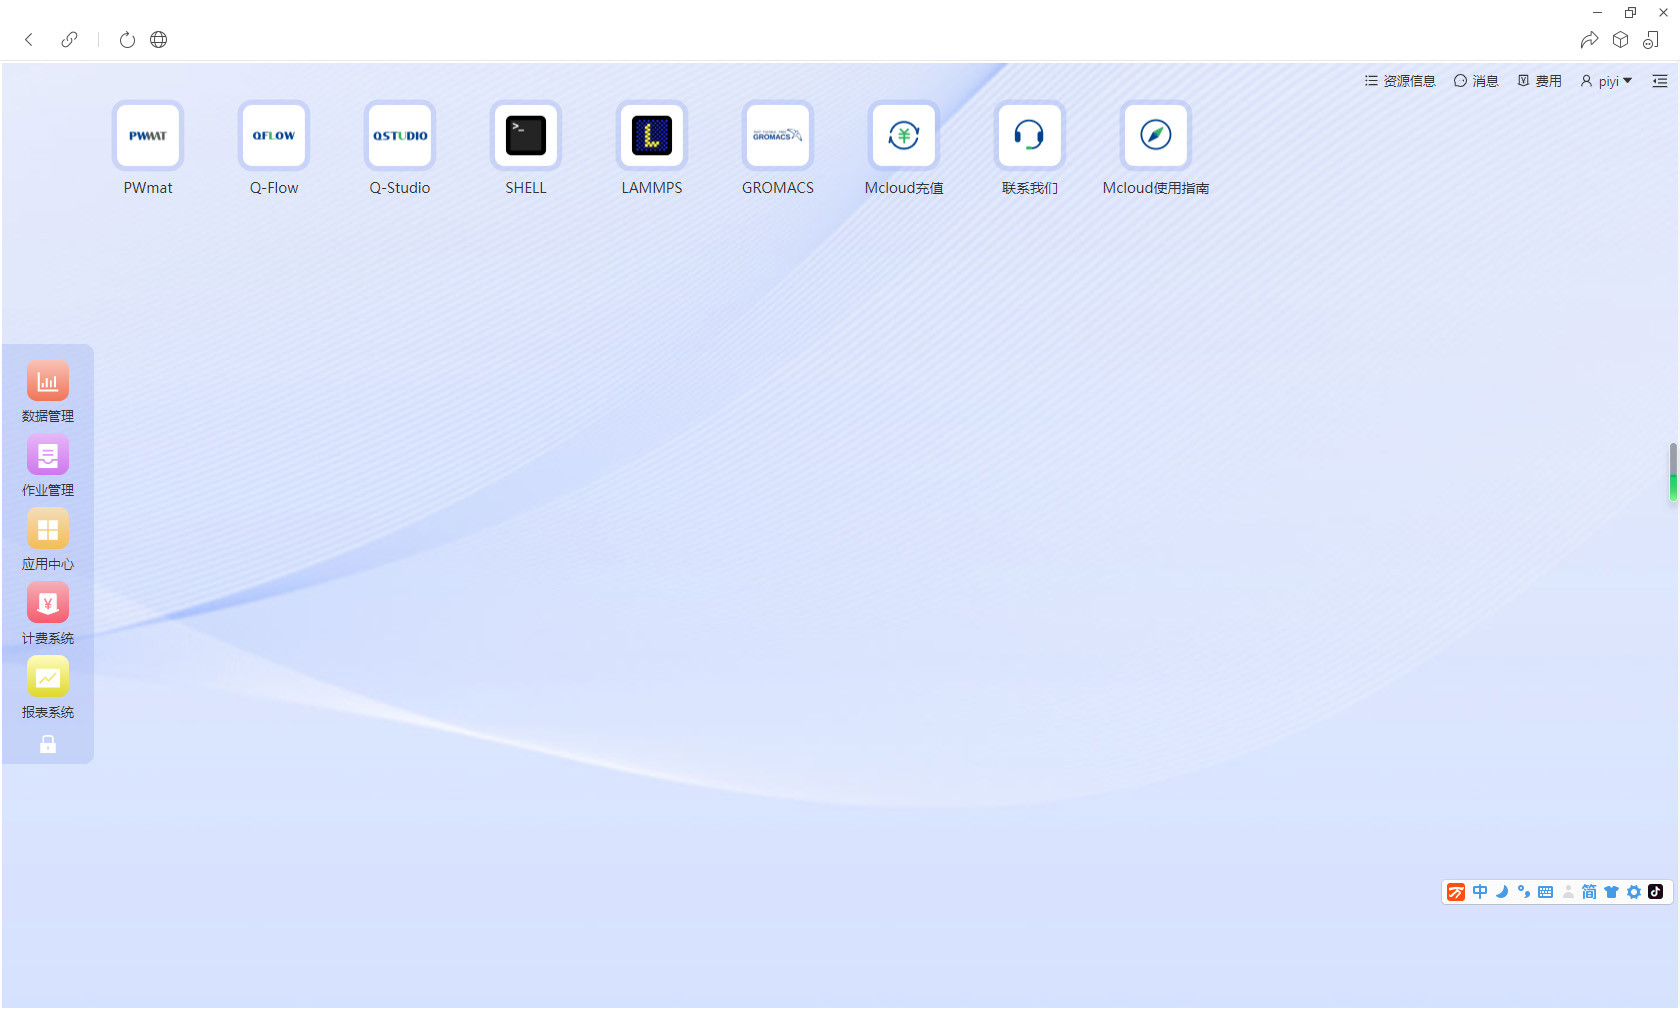 资源信息 消息 费用 piyi
PWMAT QFLOW QSTUDIO >_ L GROMACS ¥
PWmat Q-Flow Q-Studio SHELL LAMMPS GROMACS Mcloud充值 联系我们 Mcloud使用指南
数据管理
作业管理
应用中心
¥
计费系统
报表系统
中 简